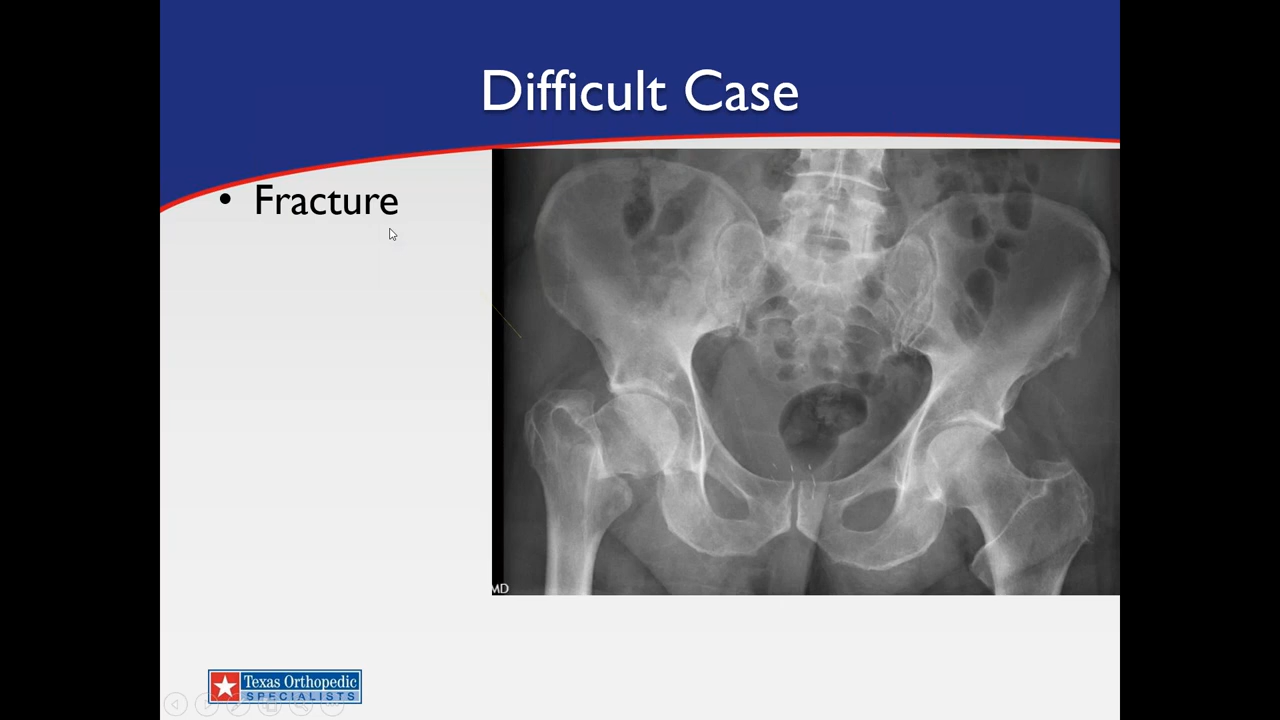 Difficult Case
• Fracture
MD
Texas Orthopedic
SPECIALISTS